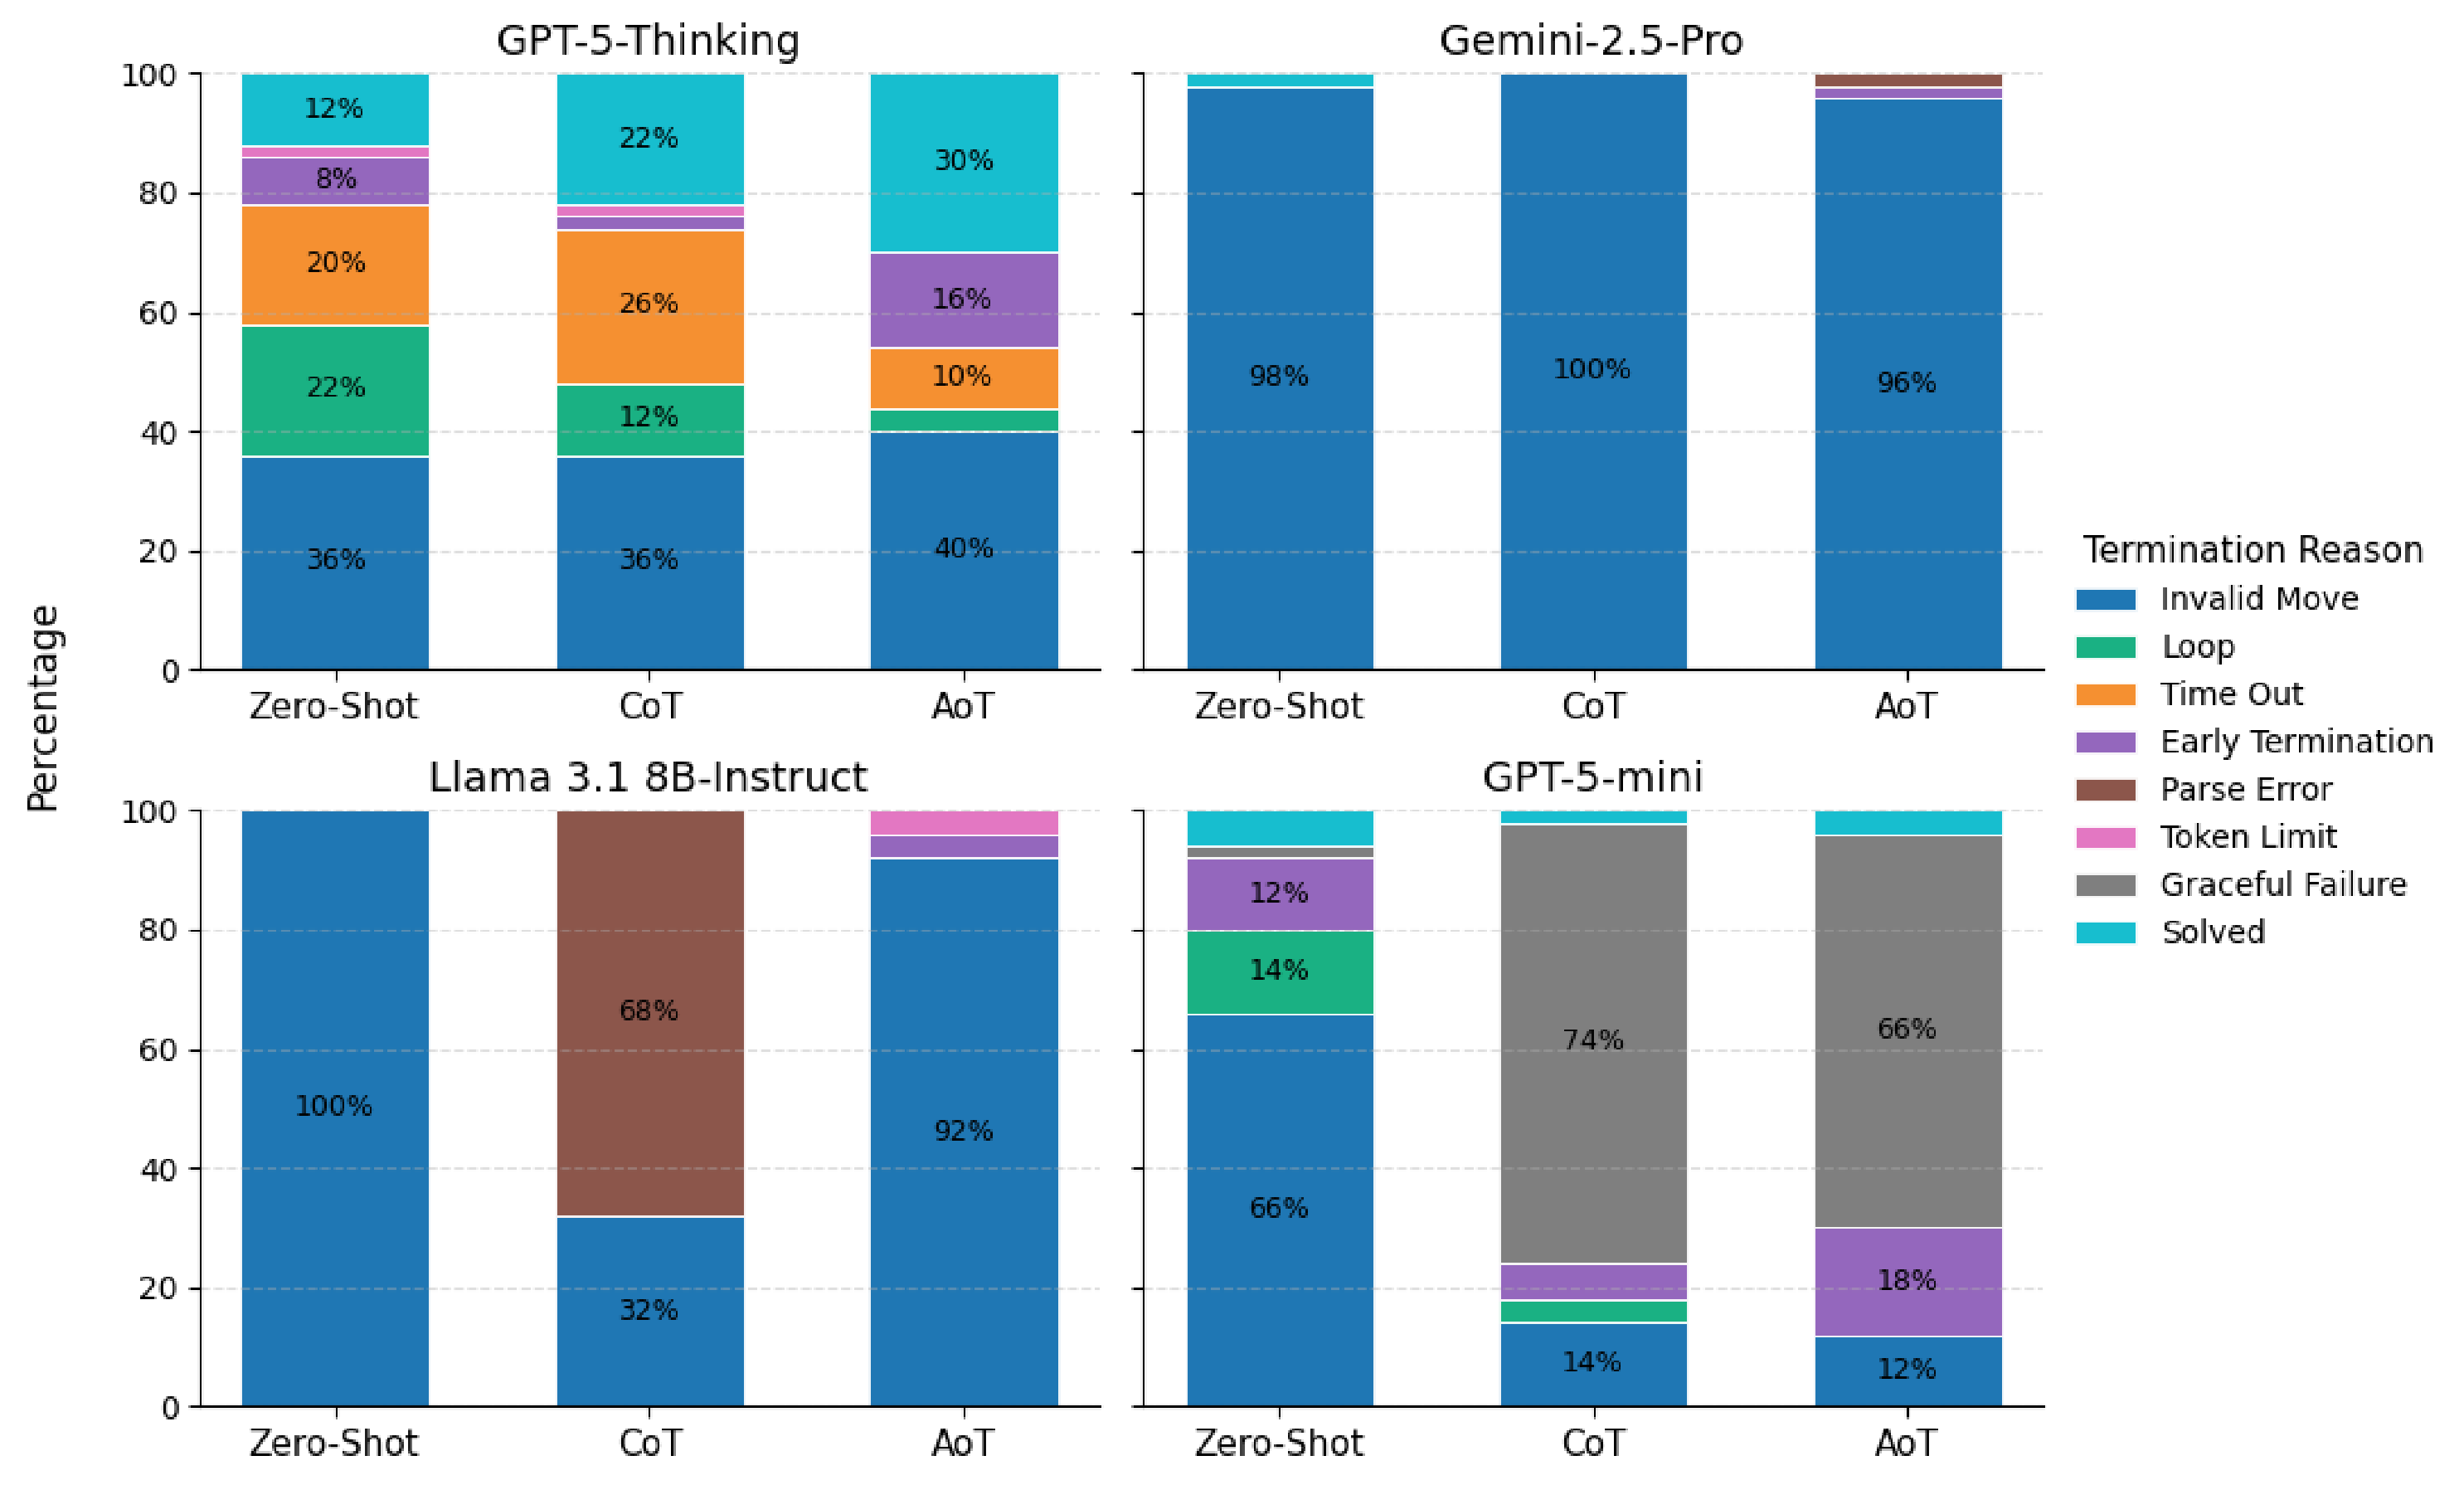 GPT-5-Thinking
Gemini-2.5-Pro
Percentage
100
80
60
40
20
0
12%
8%
20%
22%
36%
22%
26%
12%
36%
30%
16%
10%
40%
98%
100%
96%
Zero-Shot
CoT
AoT
Zero-Shot
CoT
AoT
Llama 3.1 8B-Instruct
GPT-5-mini
100
80
60
40
20
0
100%
68%
32%
92%
12%
14%
66%
74%
14%
66%
18%
12%
Zero-Shot
CoT
AoT
Zero-Shot
CoT
AoT
Termination Reason
Invalid Move
Loop
Time Out
Early Termination
Parse Error
Token Limit
Graceful Failure
Solved